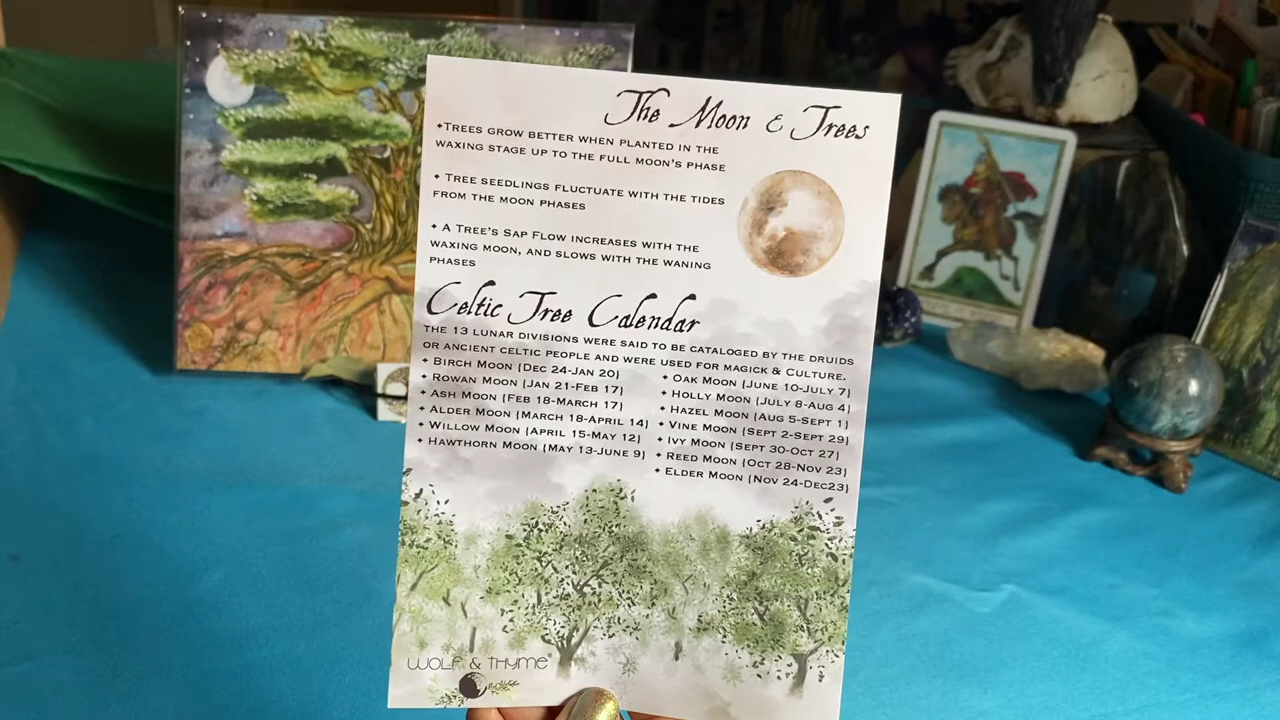 The Moon & Trees
✦Trees grow better when planted in the
waxing stage up to the full moon's phase
✦ Tree seedlings fluctuate with the tides
from the moon phases
✦ A Tree's Sap Flow increases with the
waxing moon, and slows with the waning
phases
Celtic Tree Calendar
the 13 lunar divisions were said to be cataloged by the druids
or ancient celtic people and were used for magick & Culture.
✦ Birch Moon (Dec 24-Jan 20)
✦ Rowan Moon (Jan 21-Feb 17)
✦ Ash Moon (Feb 18-March 17)
✦ Alder Moon (March 18-April 14)
✦ Willow Moon (April 15-May 12)
✦ Hawthorn Moon (May 13-June 9)
✦ Oak Moon (June 10-July 7)
✦ Holly Moon (July 8-Aug 4)
✦ Hazel Moon (Aug 5-Sept 1)
✦ Vine Moon (Sept 2-Sept 29)
✦ Ivy Moon (Sept 30-Oct 27)
✦ Reed Moon (Oct 28-Nov 23)
✦ Elder Moon (Nov 24-Dec23)
Wolf & Thyme